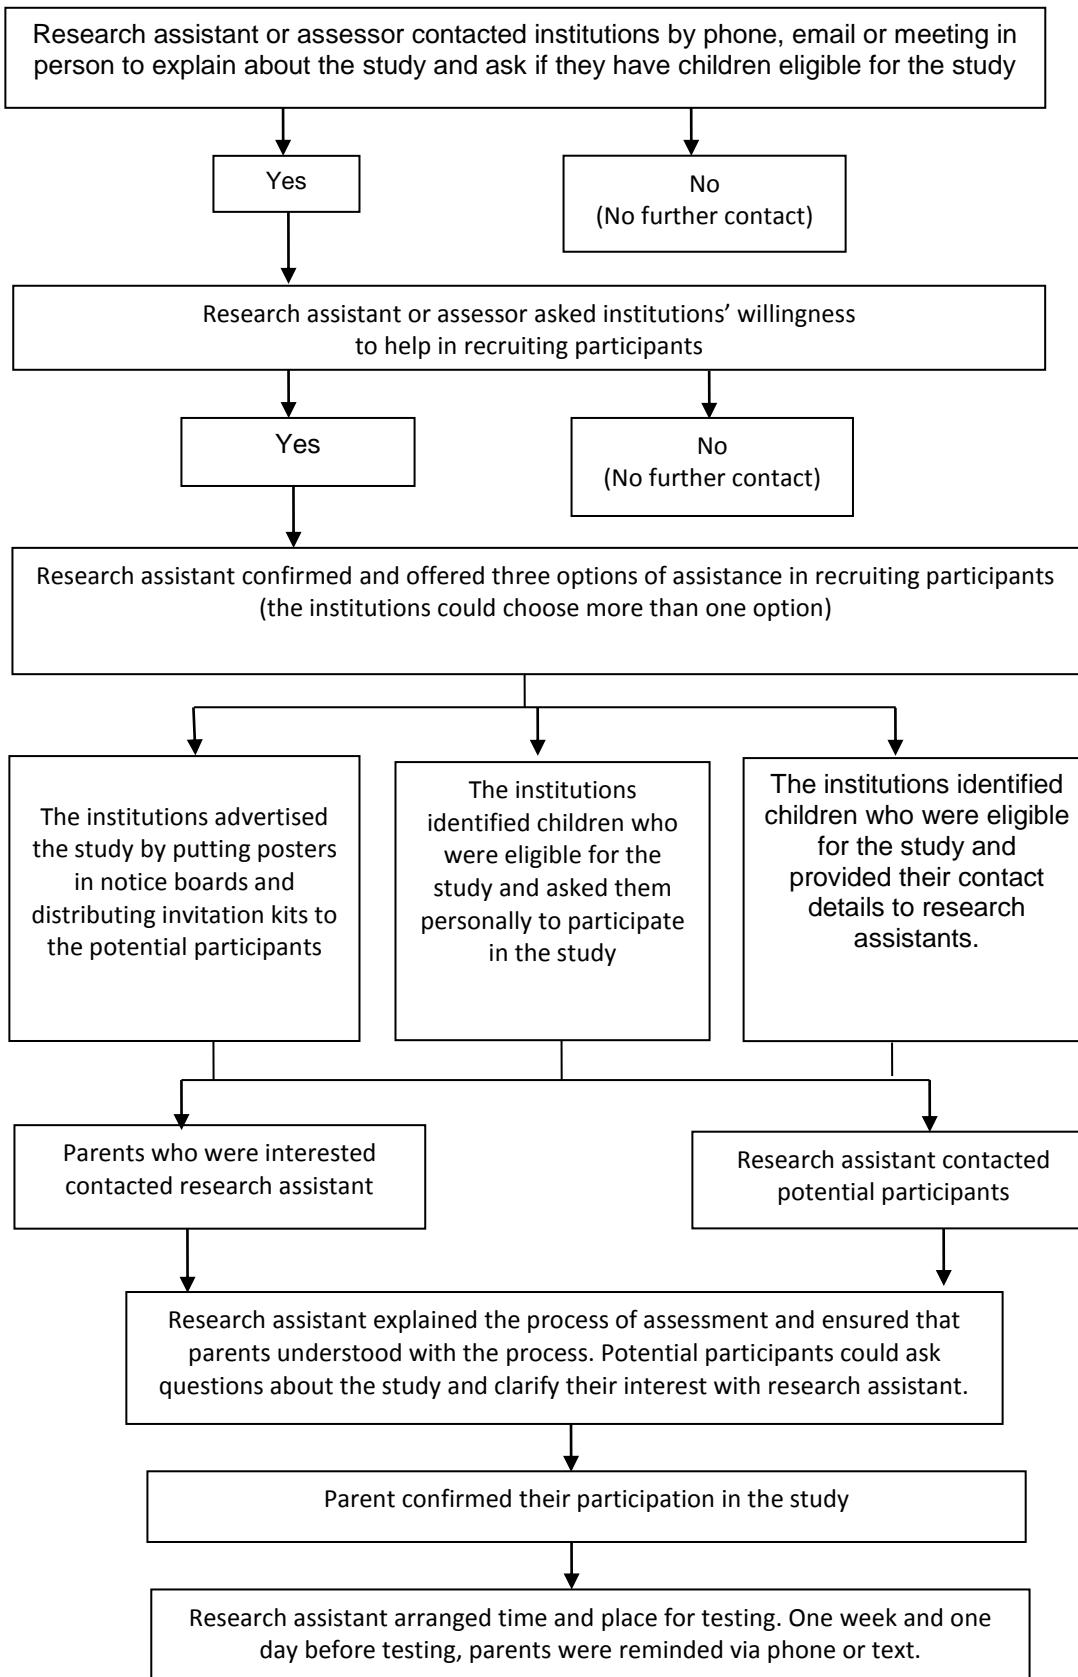 Research assistant or assessor contacted institutions by phone, email or meeting in
person to explain about the study and ask if they have children eligible for the study
Yes
No
(No further contact)
Research assistant or assessor asked institutions’ willingness
to help in recruiting participants
Yes
No
(No further contact)
Research assistant confirmed and offered three options of assistance in recruiting participants
(the institutions could choose more than one option)
The institutions advertised
the study by putting posters
in notice boards and
distributing invitation kits to
the potential participants
The institutions
identified children who
were eligible for the
study and asked them
personally to participate
in the study
The institutions identified
children who were eligible
for the study and
provided their contact
details to research
assistants.
Parents who were interested
contacted research assistant
Research assistant contacted
potential participants
Research assistant explained the process of assessment and ensured that
parents understood with the process. Potential participants could ask
questions about the study and clarify their interest with research assistant.
Parent confirmed their participation in the study
Research assistant arranged time and place for testing. One week and one
day before testing, parents were reminded via phone or text.